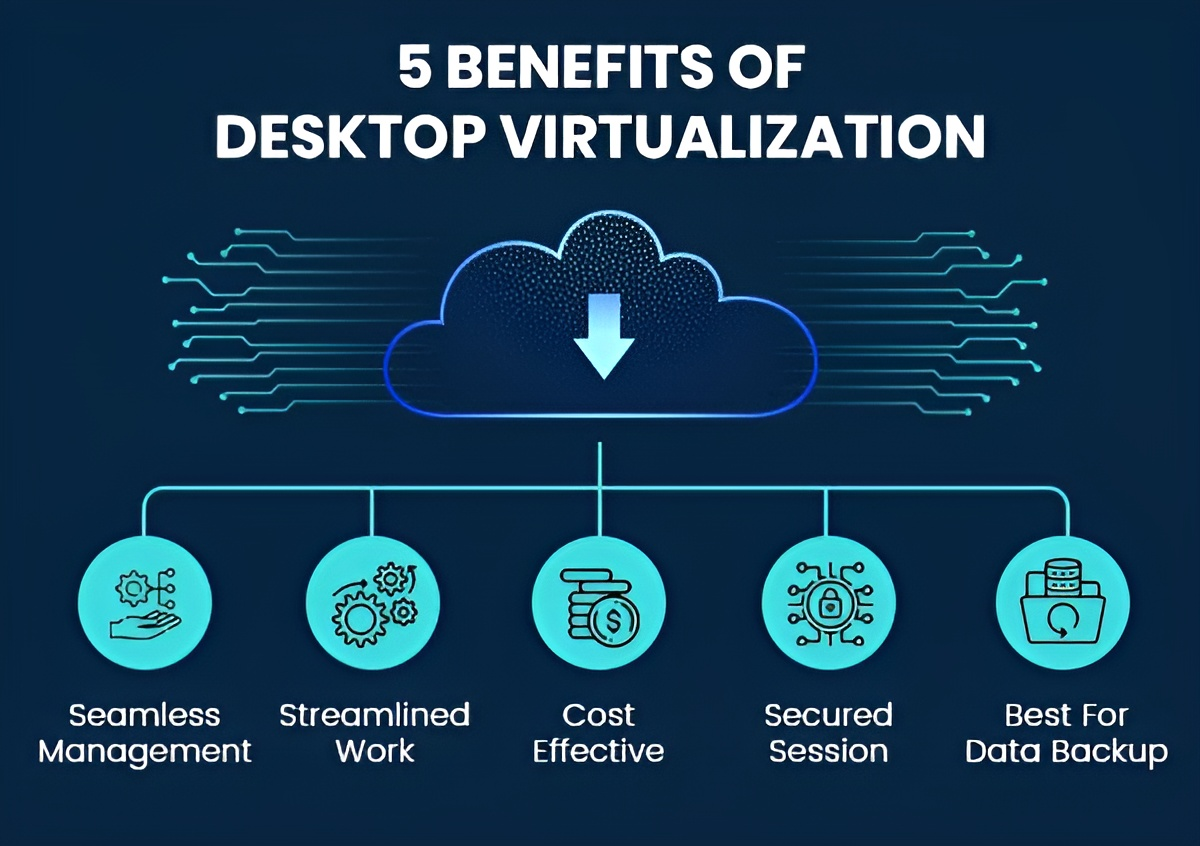 5 BENEFITS OF
DESKTOP VIRTUALIZATION
Seamless
Management
Streamlined
Work
Cost
Effective
Secured
Session
Best For
Data Backup